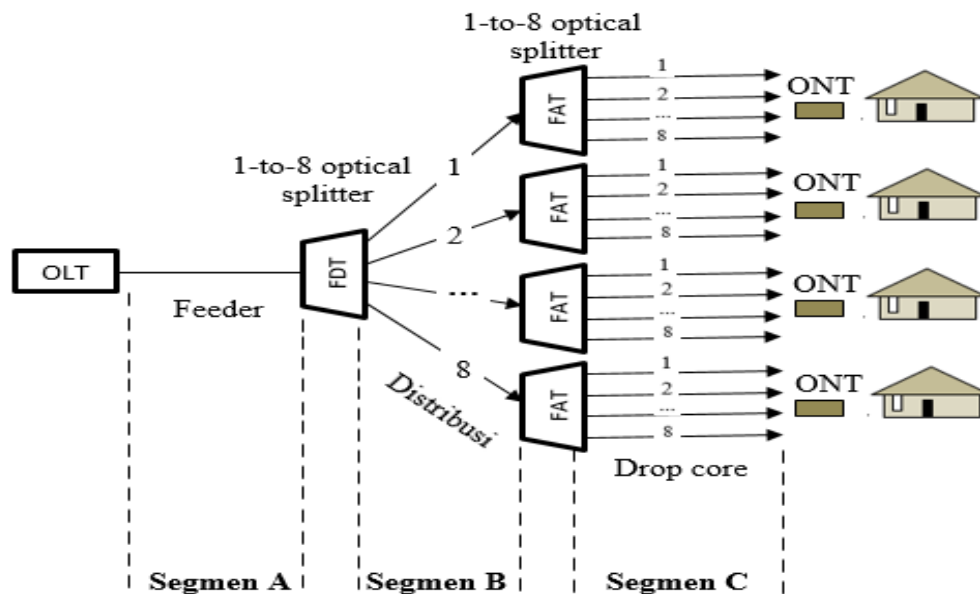 1-to-8 optical
splitter
1-to-8 optical
splitter
OLT
Feeder
FDT
1
2
...
8
Distribusi
FAT
1
2
...
8
ONT
FAT
1
2
...
8
ONT
FAT
1
2
...
8
ONT
FAT
1
2
...
8
ONT
Drop core
Segmen A
Segmen B
Segmen C